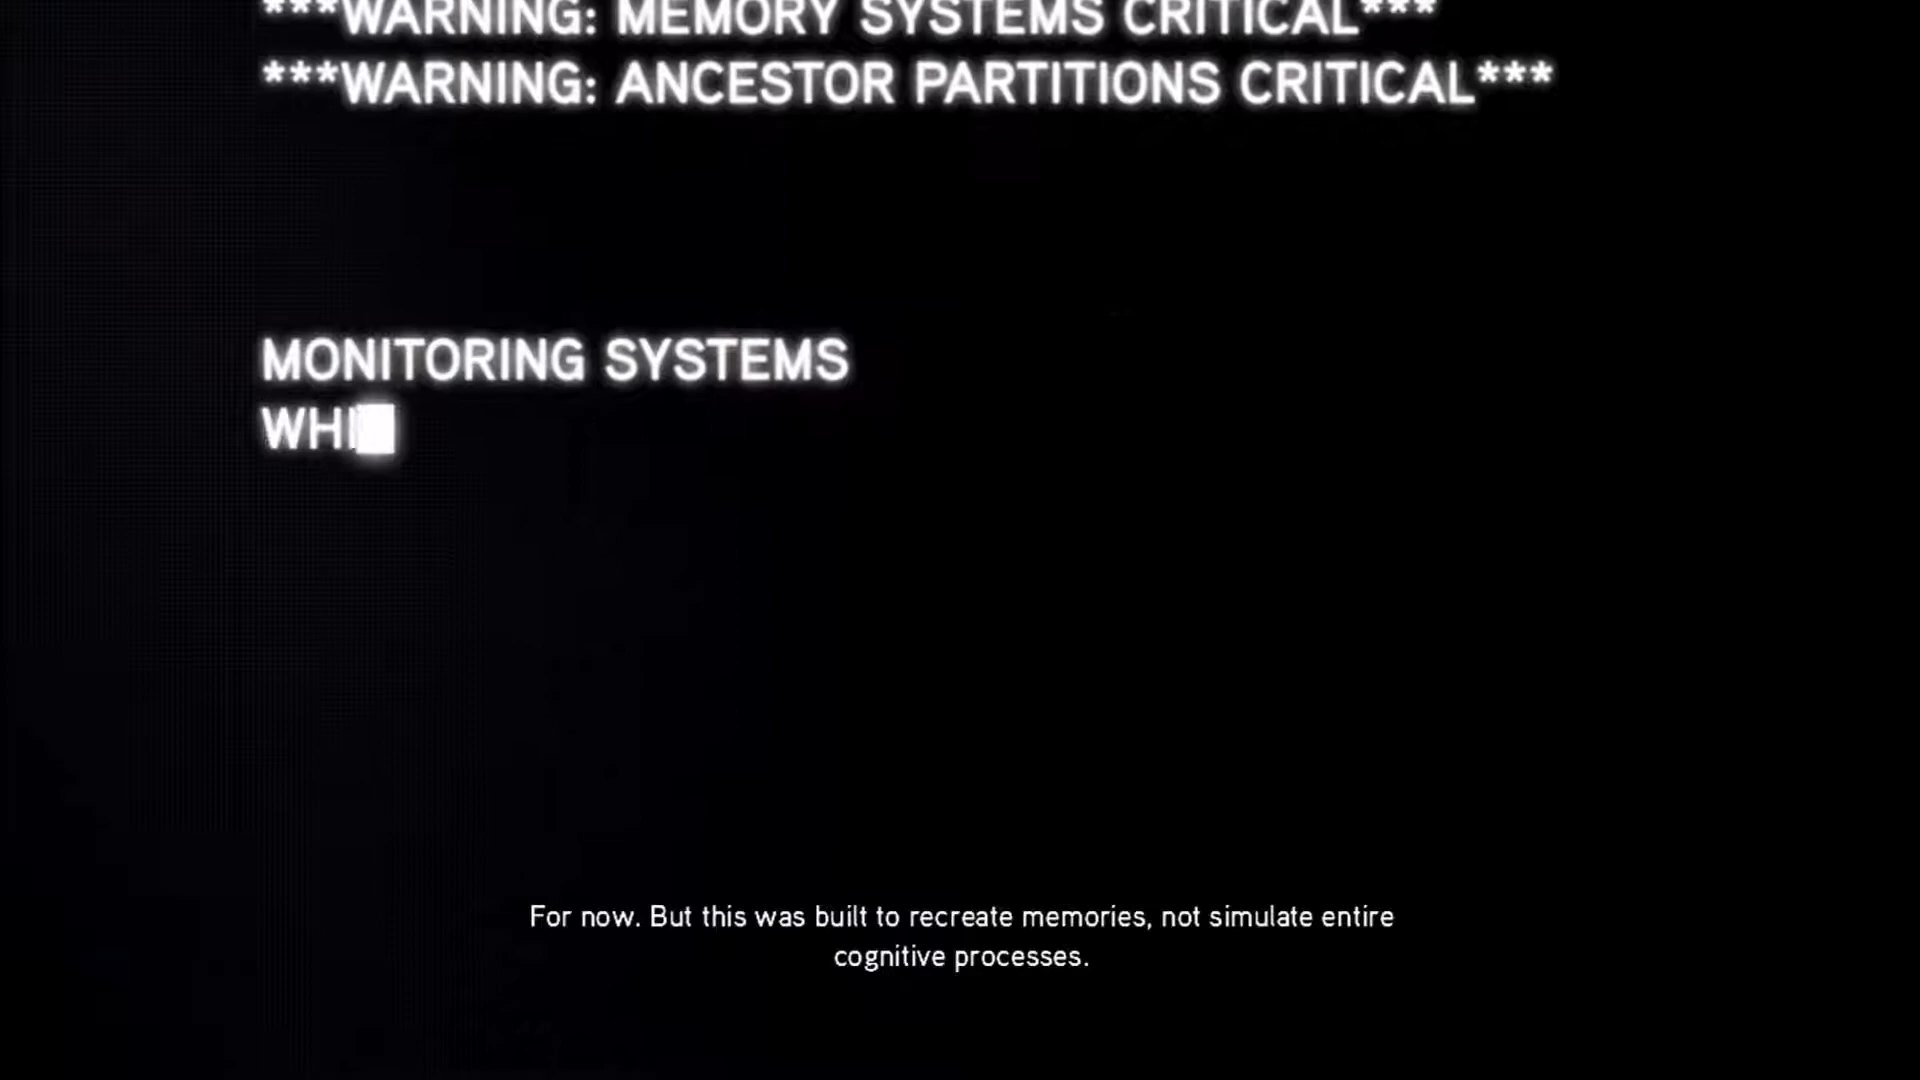 ***WARNING: MEMORY SYSTEMS CRITICAL***
***WARNING: ANCESTOR PARTITIONS CRITICAL***
MONITORING SYSTEMS
WHI
For now. But this was built to recreate memories, not simulate entire
cognitive processes.